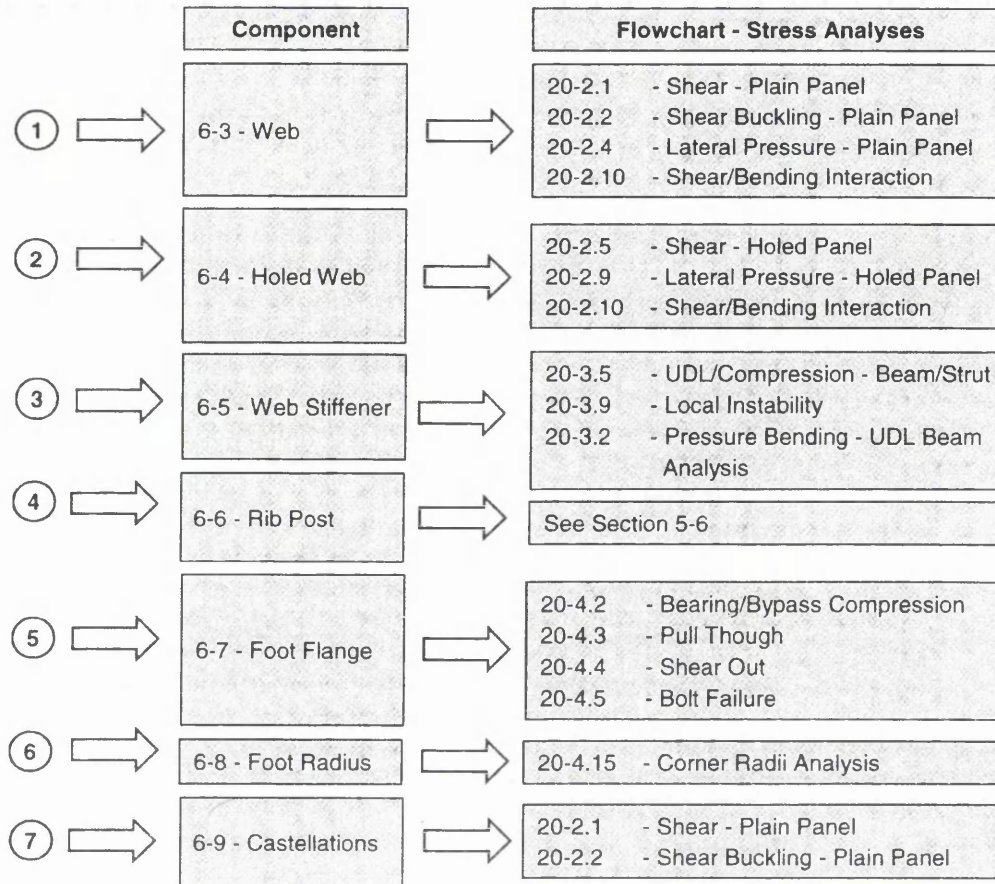 Component
Flowchart - Stress Analyses
1
6-3 - Web
20-2.1 - Shear - Plain Panel
20-2.2 - Shear Buckling - Plain Panel
20-2.4 - Lateral Pressure - Plain Panel
20-2.10 - Shear/Bending Interaction
2
6-4 - Holed Web
20-2.5 - Shear - Holed Panel
20-2.9 - Lateral Pressure - Holed Panel
20-2.10 - Shear/Bending Interaction
3
6-5 - Web Stiffener
20-3.5 - UDL/Compression - Beam/Strut
20-3.9 - Local Instability
20-3.2 - Pressure Bending - UDL Beam
Analysis
4
6-6 - Rib Post
See Section 5-6
5
6-7 - Foot Flange
20-4.2 - Bearing/Bypass Compression
20-4.3 - Pull Though
20-4.4 - Shear Out
20-4.5 - Bolt Failure
6
6-8 - Foot Radius
20-4.15 - Corner Radii Analysis
7
6-9 - Castellations
20-2.1 - Shear - Plain Panel
20-2.2 - Shear Buckling - Plain Panel